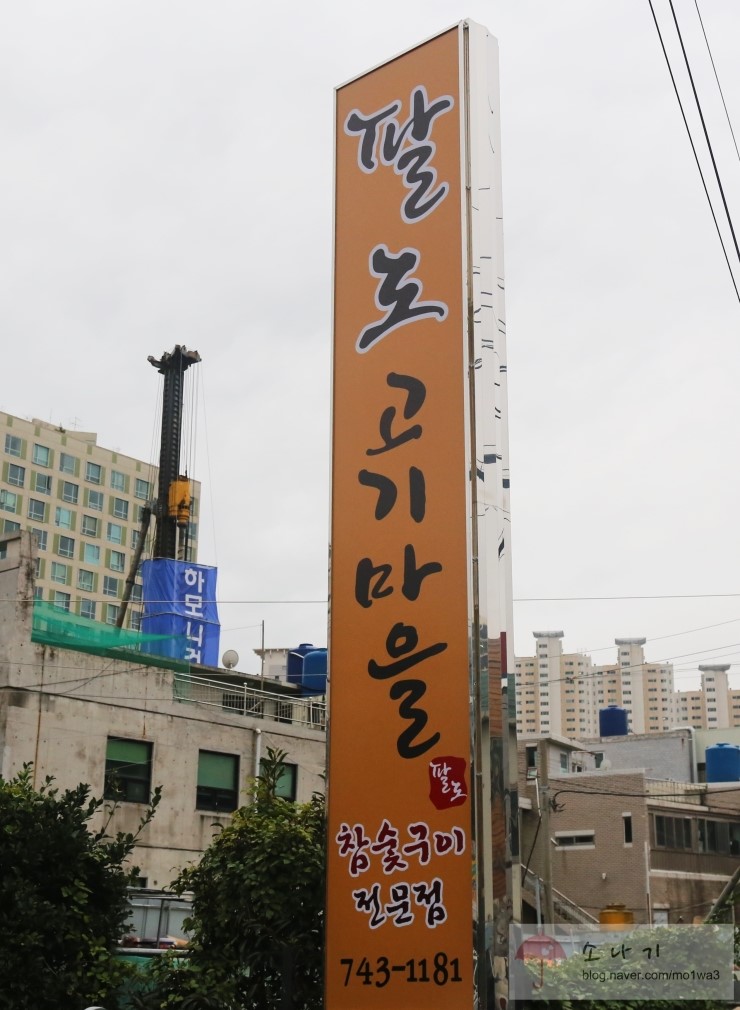 팔
도
고
기
마
을
팔도
참숯구이
전문점
743-1181
하모니
소나기
blog.naver.com/mo1wa3